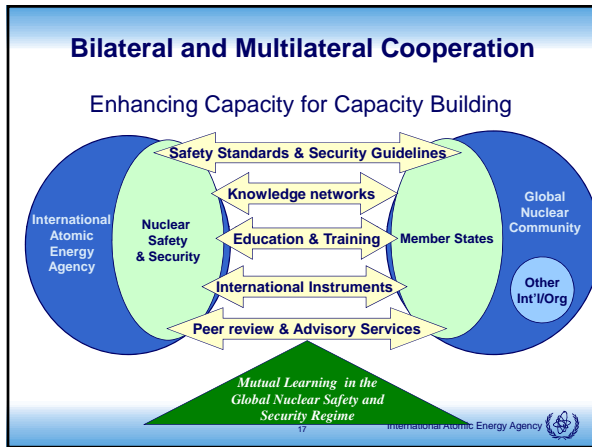 Bilateral and Multilateral Cooperation
Enhancing Capacity for Capacity Building
Safety Standards & Security Guidelines
Knowledge networks
Education & Training
International Instruments
Peer review & Advisory Services
International
Atomic
Energy
Agency
Nuclear
Safety
& Security
Member States
Global
Nuclear
Community
Other
Int'l/Org
Mutual Learning in the
Global Nuclear Safety and
Security Regime
17
International Atomic Energy Agency